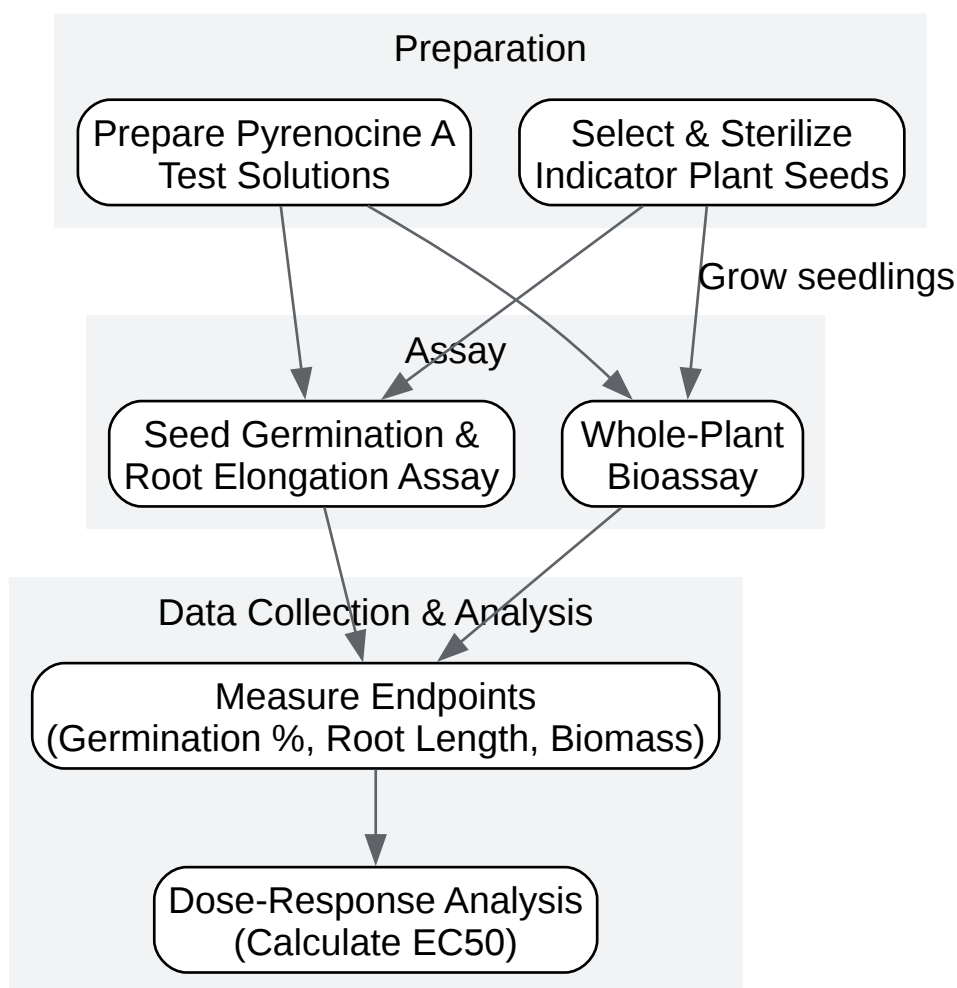 Preparation
Prepare Pyrenocine A
Test Solutions
Select & Sterilize
Indicator Plant Seeds
Grow seedlings
Assay
Seed Germination &
Root Elongation Assay
Whole-Plant
Bioassay
Data Collection & Analysis
Measure Endpoints
(Germination %, Root Length, Biomass)
Dose-Response Analysis
(Calculate EC50)